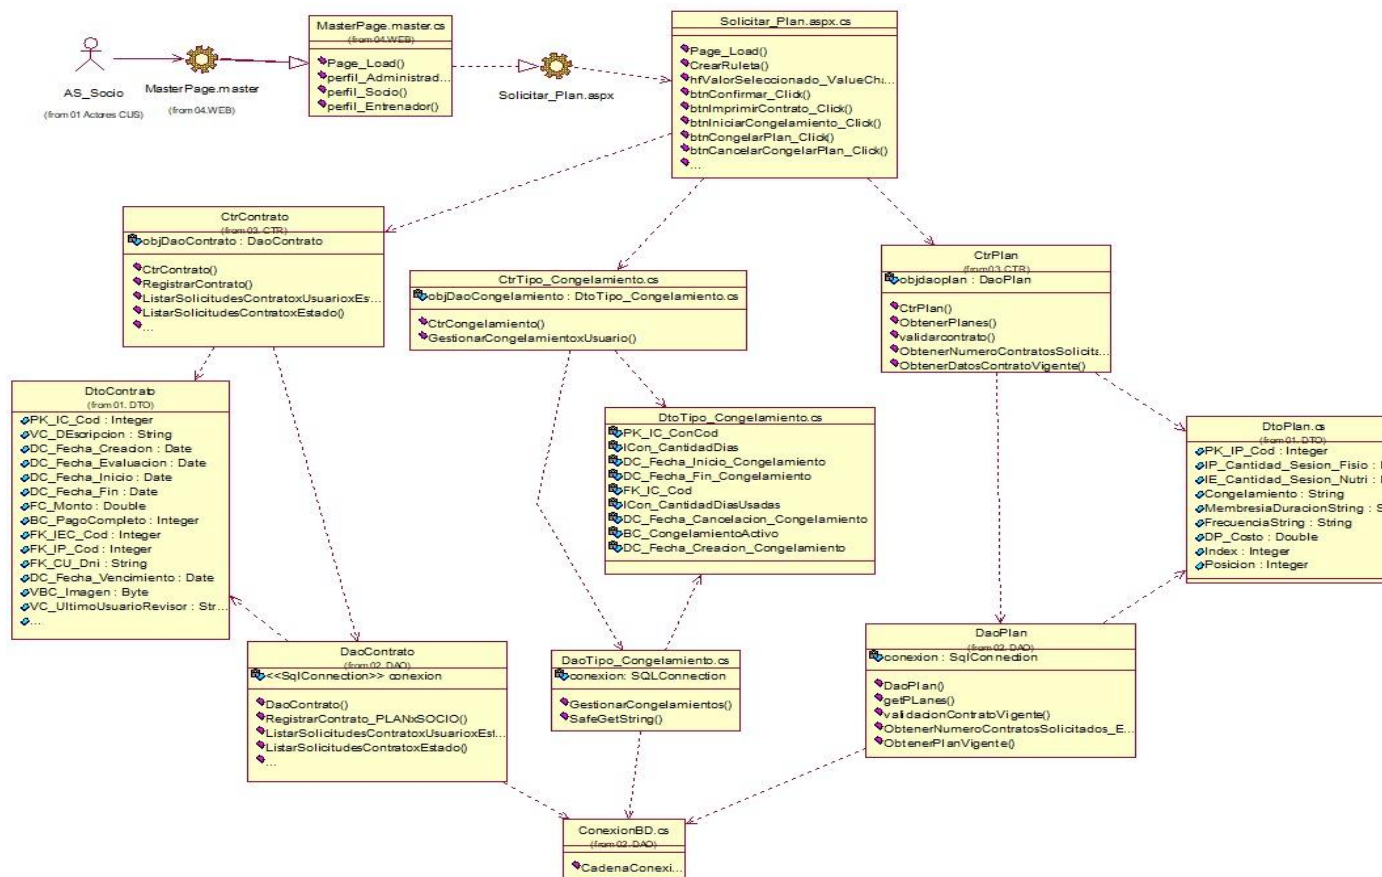 AS_Socio
(from 01 Actores CUS)
MasterPage.master
(from 04.WEB)
MasterPage.master.cs
(from 04.WEB)
Page_Load()
perfil_Administrad...
perfil_Socio()
perfil_Entrenador()
Solicitar_Plan.aspx
Solicitar_Plan.aspx.cs
Page_Load()
CrearRuleta()
hfValorSeleccionado_ValueCha...
btnConfirmar_Click()
btnImprimirContrato_Click()
btnIniciarCongelamiento_Click()
btnCongelarPlan_Click()
btnCancelarCongelarPlan_Click()
...
CtrContrato
(from 03. CTR)
objDaoContrato : DaoContrato
CtrContrato()
RegistrarContrato()
ListarSolicitudesContratoxUsuarioxEs...
ListarSolicitudesContratoxEstado()
...
CtrTipo_Congelamiento.cs
objDaoCongelamiento : DtoTipo_Congelamiento.cs
CtrCongelamiento()
GestionarCongelamientoxUsuario()
CtrPlan
(from 03.CTR)
objdaoplan : DaoPlan
CtrPlan()
ObtenerPlanes()
validarcontrato()
ObtenerNumeroContratosSolicita...
ObtenerDatosContratoVigente()
DtoContrato
(from 01. DTO)
PK_IC_Cod : Integer
VC_DEscripcion : String
DC_Fecha_Creacion : Date
DC_Fecha_Evaluacion : Date
DC_Fecha_Inicio : Date
DC_Fecha_Fin : Date
FC_Monto : Double
BC_PagoCompleto : Integer
FK_IEC_Cod : Integer
FK_IP_Cod : Integer
FK_CU_Dni : String
DC_Fecha_Vencimiento : Date
VBC_Imagen : Byte
VC_UltimoUsuarioRevisor : Str...
...
DtoTipo_Congelamiento.cs
PK_IC_ConCod
ICon_CantidadDias
DC_Fecha_Inicio_Congelamiento
DC_Fecha_Fin_Congelamiento
FK_IC_Cod
ICon_CantidadDiasUsadas
DC_Fecha_Cancelacion_Congelamiento
BC_CongelamientoActivo
DC_Fecha_Creacion_Congelamiento
DtoPlan.cs
(from 01. DTO)
PK_IP_Cod : Integer
IP_Cantidad_Sesion_Fisio : I
IE_Cantidad_Sesion_Nutri : I
Congelamiento : String
MembresiaDuracionString : S
FrecuenciaString : String
DP_Costo : Double
Index : Integer
Posicion : Integer
DaoContrato
(from 02. DAO)
<<SqlConnection>> conexion
DaoContrato()
RegistrarContrato_PLANxSOCIO()
ListarSolicitudesContratoxUsuarioxEst...
ListarSolicitudesContratoxEstado()
...
DaoTipo_Congelamiento.cs
conexion: SQLConnection
GestionarCongelamientos()
SafeGetString()
DaoPlan
(from 02. DAO)
conexion : SqlConnection
DaoPlan()
getPLanes()
validacionContratoVigente()
ObtenerNumeroContratosSolicitados_E...
ObtenerPlanVigente()
ConexionBD.cs
(from 02. DAO)
CadenaConexi...